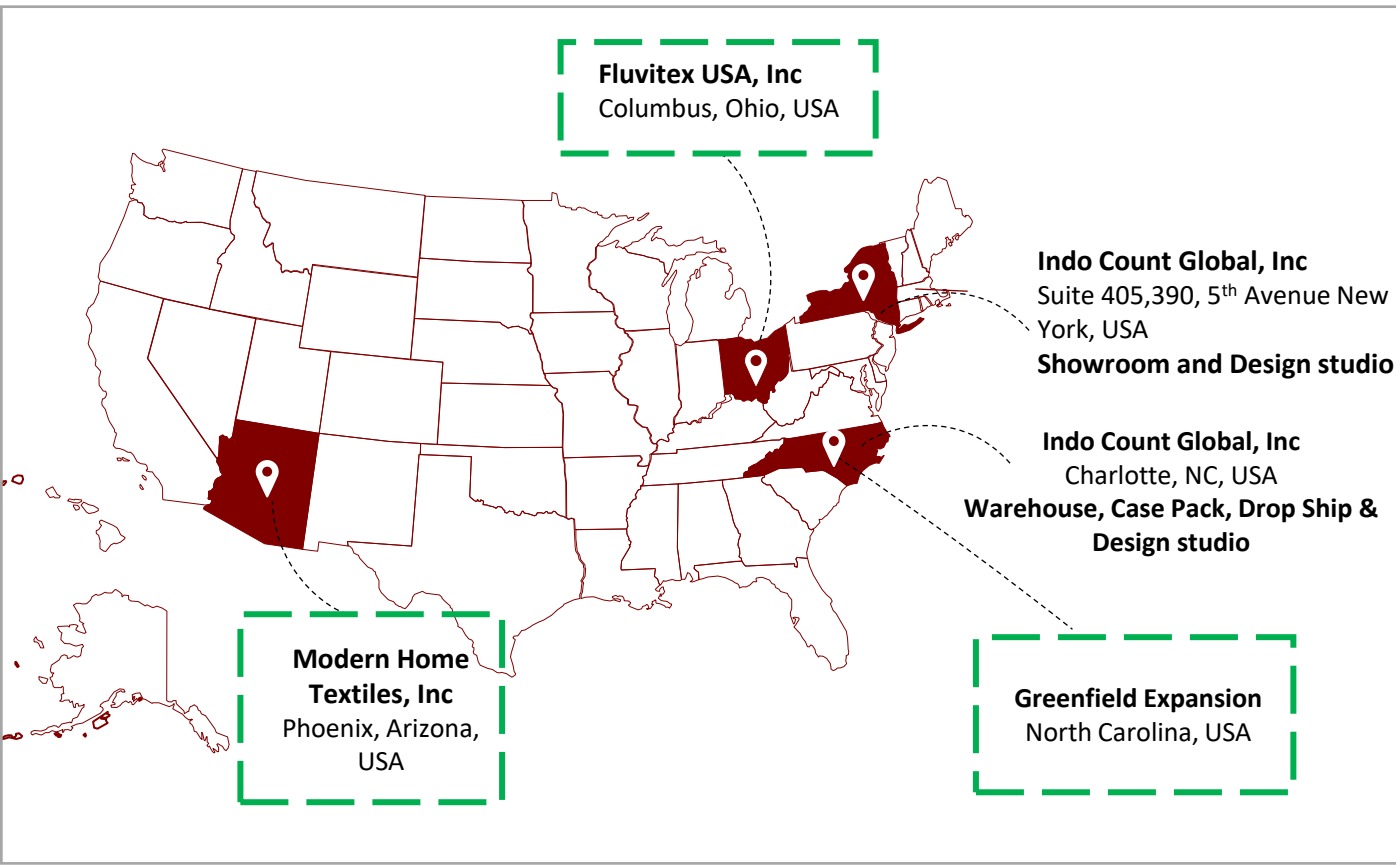 Fluvitex USA, Inc
Columbus, Ohio, USA
Indo Count Global, Inc
Suite 405,390, 5th Avenue New
York, USA
Showroom and Design studio
Indo Count Global, Inc
Charlotte, NC, USA
Warehouse, Case Pack, Drop Ship &
Design studio
Modern Home
Textiles, Inc
Phoenix, Arizona,
USA
Greenfield Expansion
North Carolina, USA